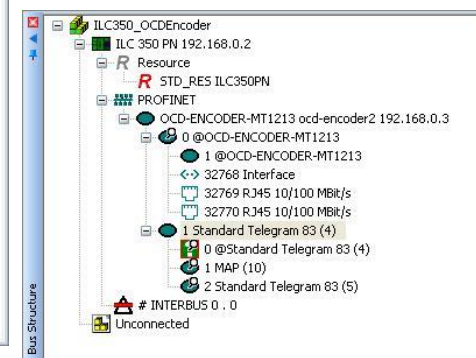 ILC350_OCDEncoder
ILC 350 PN 192.168.0.2
R Resource
R STD_RES ILC350PN
PROFINET
OCD-ENCODER-MT1213 ocd-encoder2 192.168.0.3
0 @OCD-ENCODER-MT1213
1 @OCD-ENCODER-MT1213
32768 Interface
32769 RJ45 10/100 MBit/s
32770 RJ45 10/100 MBit/s
1 Standard Telegram 83 (4)
0 @Standard Telegram 83 (4)
1 MAP (10)
2 Standard Telegram 83 (5)
# INTERBUS 0 . 0
Unconnected
Bus Structure